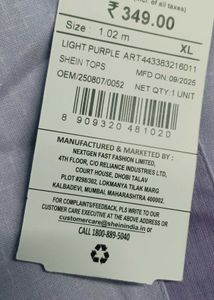 of all taxes)
₹ 349.00
Size : 1.02 m
XL
LIGHT PURPLE ART443383216011
SHEIN TOPS MFD ON 09/2025
OEM/250807/0052 NET QTY: 1 UNIT
8 909320 481020
MANUFACTURED & MARKETED BY :
NEXTGEN FAST FASHION LIMITED,
4TH FLOOR, C/O RELIANCE INDUSTRIES LTD,
COURT HOUSE, DHOBI TALAV
PLOT #298/302, LOKMANYA TILAK MARG
KALBADEVI, MUMBAI, MAHARASHTRA, 400002.
FOR COMPLAINTS/FEEDBACK, PLS WRITE TO OUR
CUSTOMER CARE EXECUTIVE AT THE ABOVE ADDRESS OR
customercare@sheinindia.in or
CALL 1800-889-5040